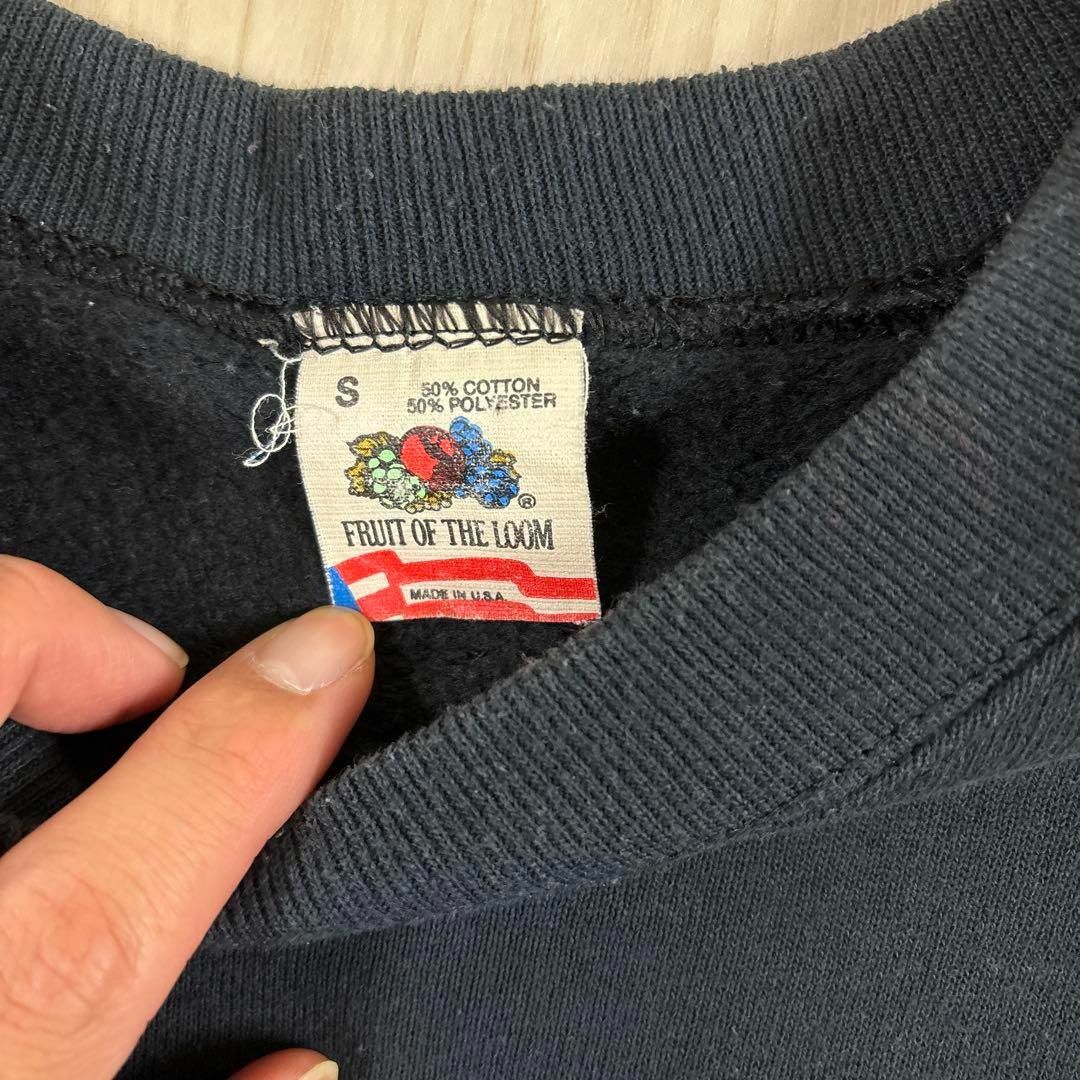 S
50% COTTON
50% POLYESTER
®
FRUIT OF THE LOOM
MADE IN U.S.A.